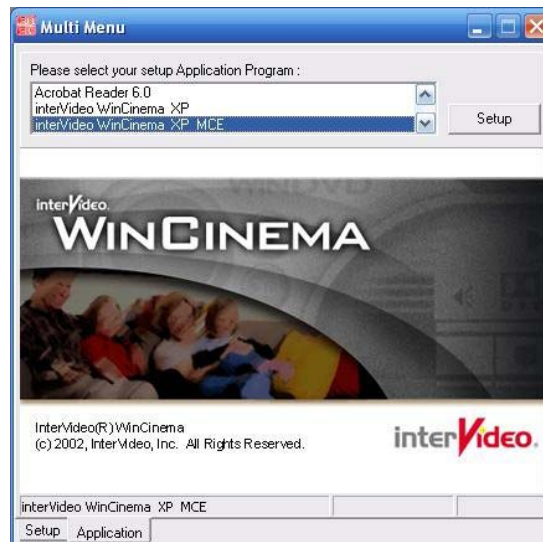 Multi Menu
Please select your setup Application Program :
Acrobat Reader 6.0
interVideo WinCinema XP
interVideo WinCinema XP MCE
Setup
WINDVD
interVideo.
WINCINEMA
InterVideo(R) WinCinema
(c) 2002, InterVideo, Inc. All Rights Reserved.
interVideo.
interVideo WinCinema XP MCE
Setup Application